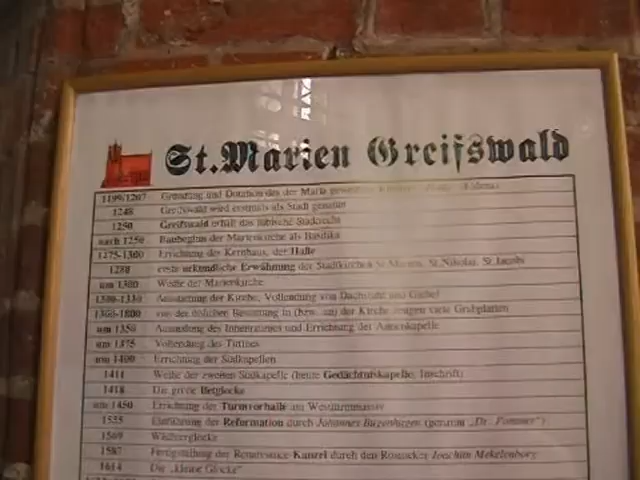 St. Marien Greifswald
1199/1207 Gründung und Dotation des der Maria
1248 Greifswald wird erstmals als Stadt genannt
1250 Greifswald erhält das lübische Stadtrecht
nach 1250 Baubeginn der Marienkirche als Basilika
1275-1300 Errichtung der Kernbaus, der Halle
1280 erste urkundliche Erwähnung der Stadtkirchen St. Marien, St. Nikolai, St. Jacobi
um 1300 Weihe der Marienkirche
Ausstattung der Kirche, Vollendung von Dachstuhl und Giebel
1360-1800 von der dichten Bestattung in (bzw. an) der Kirche zeugen viele Grabplatten
um 1350 Ausmalung des Innenraumes und Errichtung der Annenkapelle
um 1375 Vollendung des Turmes
um 1400 Errichtung der Südkapellen
1411 Weihe der zweiten Südkapelle (heute Gedächtniskapelle, Inschrift)
1418 Die große Betglocke
um 1450 Errichtung der Turmvorhalle am Westturmmassiv
1535 Einführung der Reformation durch Johannes Bugenhagen (genannt „Dr. Pommer“)
1569 Wächterglocke
1587 Fertigstellung der Renaissance-Kanzel durch den Rostocker Joachim Mekelenborg
1614 Die „kleine Glocke“